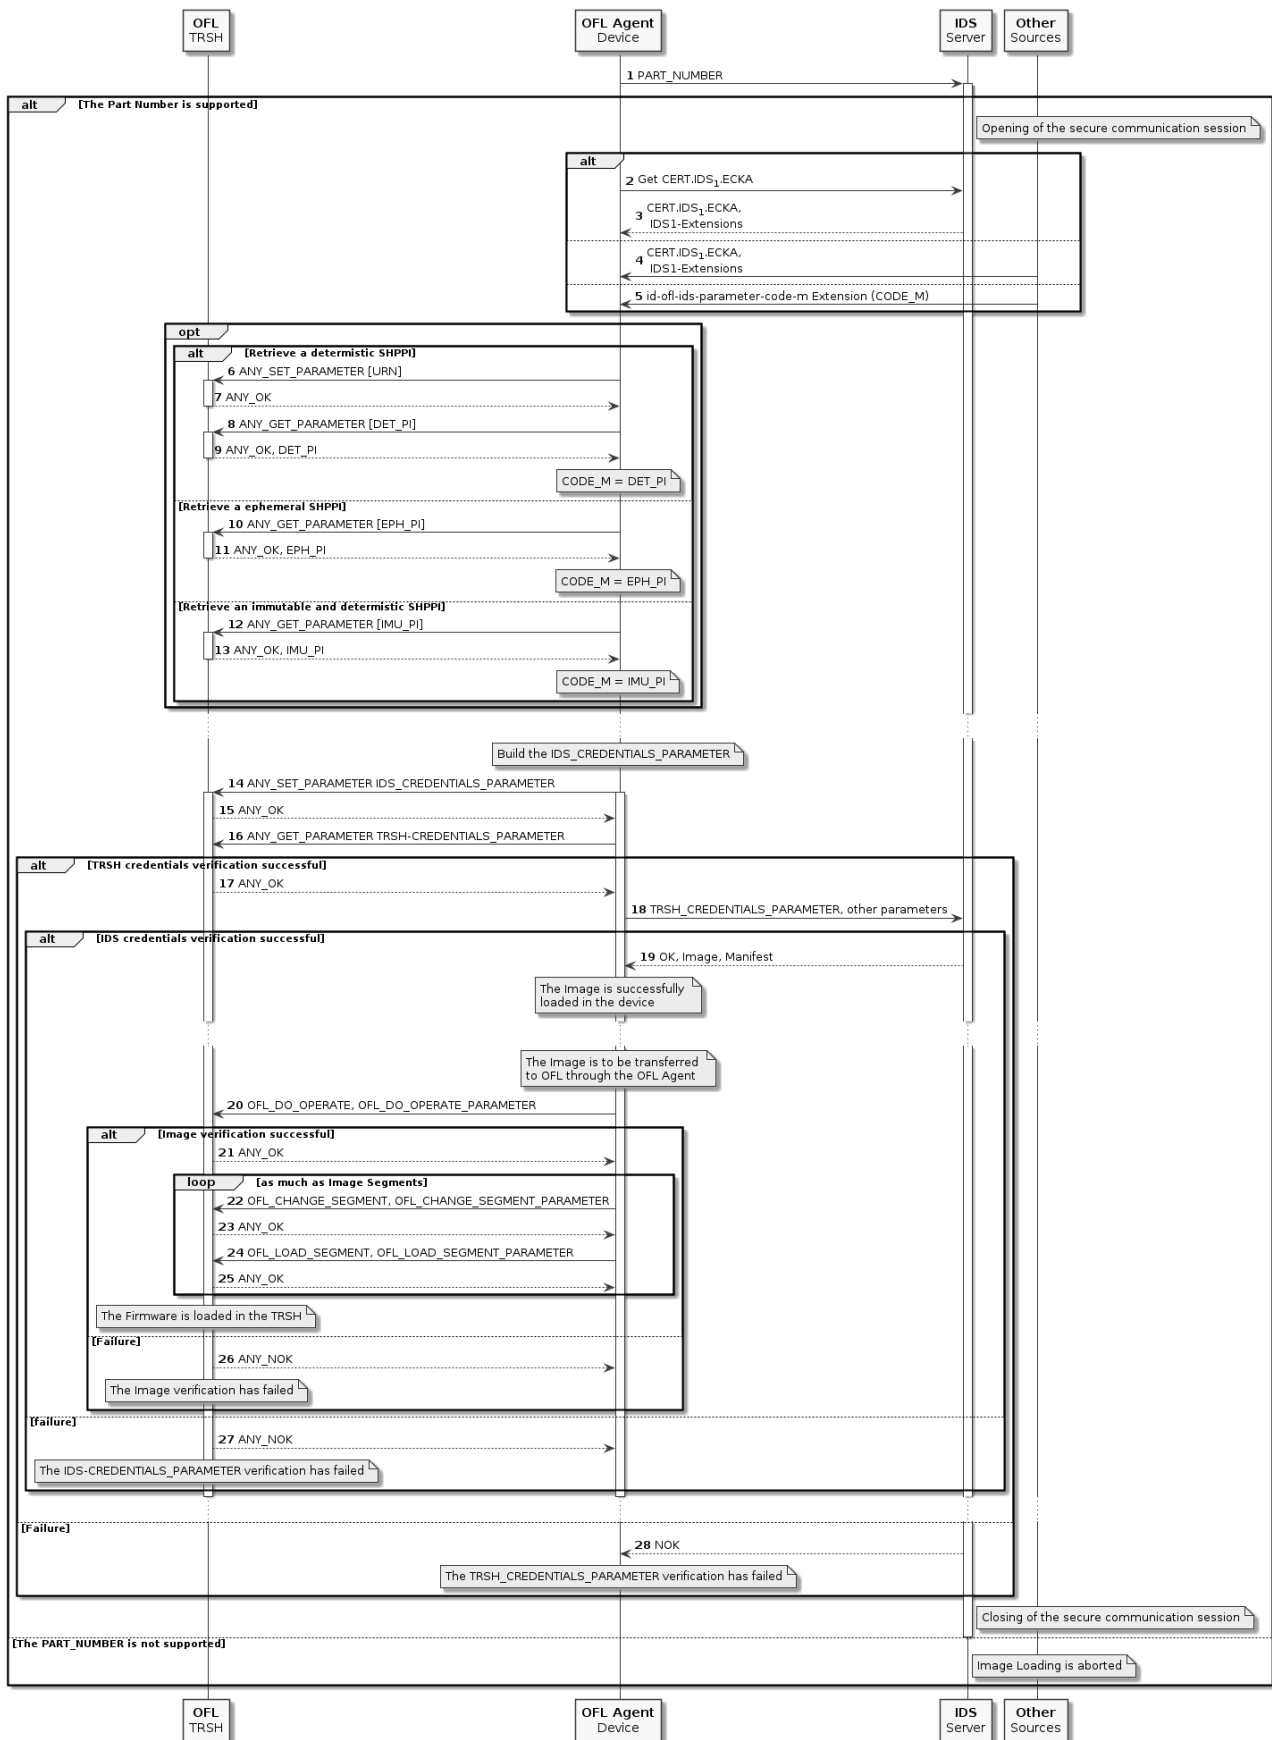 OFL
TRSH
OFL Agent
Device
IDS
Server
Other
Sources
1 PART_NUMBER
alt [The Part Number is supported]
Opening of the secure communication session
alt
2 Get CERT.IDS1.ECKA
3 CERT.IDS1.ECKA,
IDS1-Extensions
4 CERT.IDS1.ECKA,
IDS1-Extensions
5 id-ofl-ids-parameter-code-m Extension (CODE_M)
opt
alt [Retrieve a determistic SHPPI]
6 ANY_SET_PARAMETER [URN]
7 ANY_OK
8 ANY_GET_PARAMETER [DET_PI]
9 ANY_OK, DET_PI
CODE_M = DET_PI
[Retrieve a ephemeral SHPPI]
10 ANY_GET_PARAMETER [EPH_PI]
11 ANY_OK, EPH_PI
CODE_M = EPH_PI
[Retrieve an immutable and determistic SHPPI]
12 ANY_GET_PARAMETER [IMU_PI]
13 ANY_OK, IMU_PI
CODE_M = IMU_PI
Build the IDS_CREDENTIALS_PARAMETER
14 ANY_SET_PARAMETER IDS_CREDENTIALS_PARAMETER
15 ANY_OK
16 ANY_GET_PARAMETER TRSH-CREDENTIALS_PARAMETER
alt [TRSH credentials verification successful]
17 ANY_OK
18 TRSH_CREDENTIALS_PARAMETER, other parameters
alt [IDS credentials verification successful]
19 OK, Image, Manifest
The Image is successfully
loaded in the device
The Image is to be transferred
to OFL through the OFL Agent
20 OFL_DO_OPERATE, OFL_DO_OPERATE_PARAMETER
alt [Image verification successful]
21 ANY_OK
loop [as much as Image Segments]
22 OFL_CHANGE_SEGMENT, OFL_CHANGE_SEGMENT_PARAMETER
23 ANY_OK
24 OFL_LOAD_SEGMENT, OFL_LOAD_SEGMENT_PARAMETER
25 ANY_OK
The Firmware is loaded in the TRSH
[Failure]
26 ANY_NOK
The Image verification has failed
[failure]
27 ANY_NOK
The IDS-CREDENTIALS_PARAMETER verification has failed
[Failure]
28 NOK
The TRSH_CREDENTIALS_PARAMETER verification has failed
Closing of the secure communication session
[The PART_NUMBER is not supported]
Image Loading is aborted
OFL
TRSH
OFL Agent
Device
IDS
Server
Other
Sources